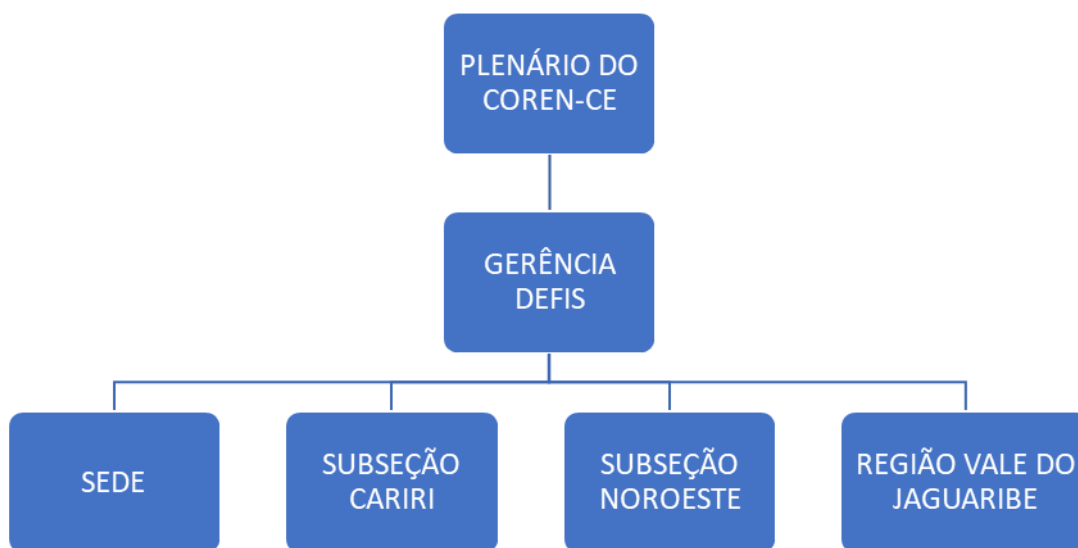 PLENÁRIO DO
COREN-CE
GERÊNCIA
DEFIS
SEDE
SUBSEÇÃO
CARIRI
SUBSEÇÃO
NOROESTE
REGIÃO VALE DO
JAGUARIBE